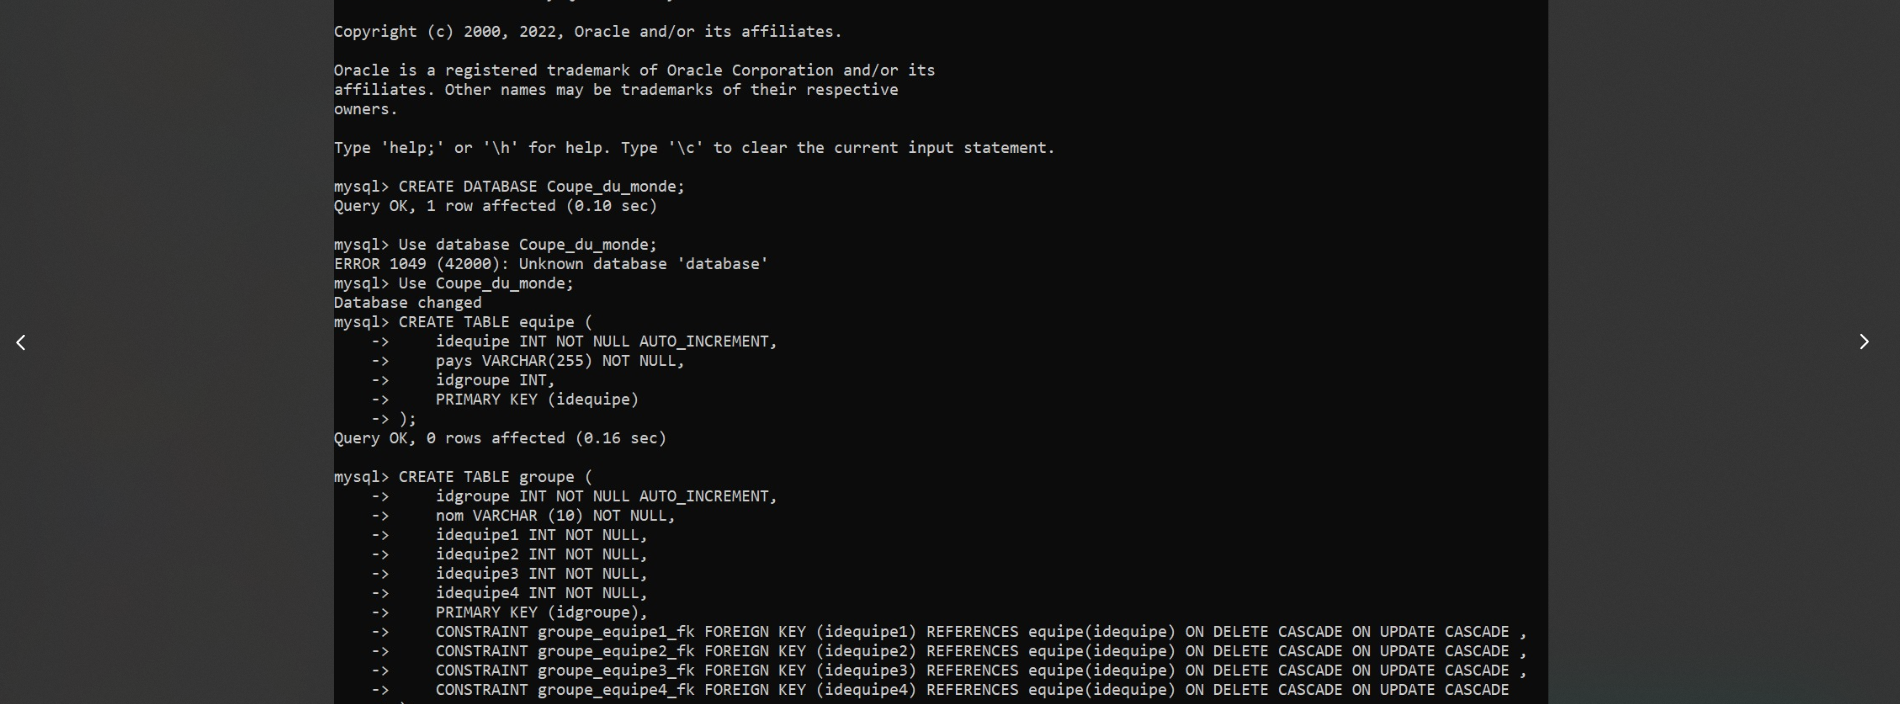 Copyright (c) 2000, 2022, Oracle and/or its affiliates.
Oracle is a registered trademark of Oracle Corporation and/or its
affiliates. Other names may be trademarks of their respective
owners.
Type 'help;' or '\h' for help. Type '\c' to clear the current input statement.
mysql> CREATE DATABASE Coupe_du_monde;
Query OK, 1 row affected (0.10 sec)
mysql> Use database Coupe_du_monde;
ERROR 1049 (42000): Unknown database 'database'
mysql> Use Coupe_du_monde;
Database changed
mysql> CREATE TABLE equipe (
    ->     idequipe INT NOT NULL AUTO_INCREMENT,
    ->     pays VARCHAR(255) NOT NULL,
    ->     idgroupe INT,
    ->     PRIMARY KEY (idequipe)
    -> );
Query OK, 0 rows affected (0.16 sec)
mysql> CREATE TABLE groupe (
    ->     idgroupe INT NOT NULL AUTO_INCREMENT,
    ->     nom VARCHAR (10) NOT NULL,
    ->     idequipe1 INT NOT NULL,
    ->     idequipe2 INT NOT NULL,
    ->     idequipe3 INT NOT NULL,
    ->     idequipe4 INT NOT NULL,
    ->     PRIMARY KEY (idgroupe),
    ->     CONSTRAINT groupe_equipe1_fk FOREIGN KEY (idequipe1) REFERENCES equipe(idequipe) ON DELETE CASCADE ON UPDATE CASCADE ,
    ->     CONSTRAINT groupe_equipe2_fk FOREIGN KEY (idequipe2) REFERENCES equipe(idequipe) ON DELETE CASCADE ON UPDATE CASCADE ,
    ->     CONSTRAINT groupe_equipe3_fk FOREIGN KEY (idequipe3) REFERENCES equipe(idequipe) ON DELETE CASCADE ON UPDATE CASCADE ,
    ->     CONSTRAINT groupe_equipe4_fk FOREIGN KEY (idequipe4) REFERENCES equipe(idequipe) ON DELETE CASCADE ON UPDATE CASCADE